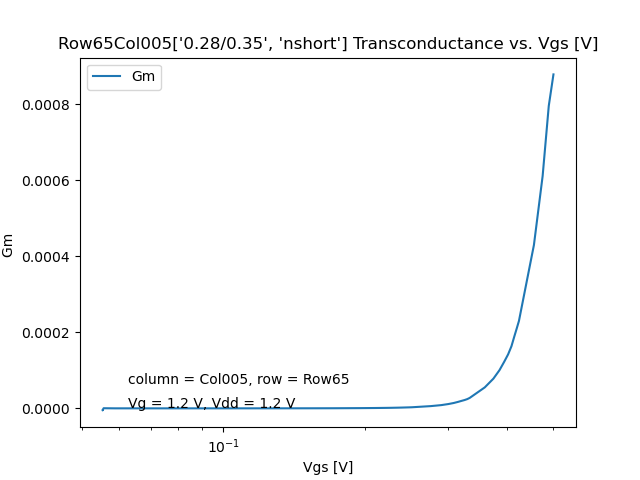 Row65Col005['0.28/0.35', 'nshort'] Transconductance vs. Vgs [V]
Gm
0.0008
0.0006
0.0004
0.0002
0.0000
Gm
column = Col005, row = Row65
Vg = 1.2 V, Vdd = 1.2 V
10⁻¹
Vgs [V]